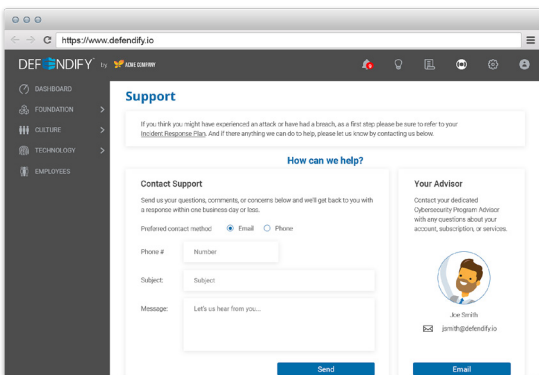 https://www.defendify.io
DEFENDIFY by ACME COMPANY
DASHBOARD
FOUNDATION
CULTURE
TECHNOLOGY
EMPLOYEES
Support
If you think you might have experienced an attack or have had a breach, as a first step please be sure to refer to your
Incident Response Plan. And if there anything we can do to help, please let us know by contacting us below.
How can we help?
Contact Support
Send us your questions, comments, or concerns below and we'll get back to you with
a response within one business day or less.
Preferred contact method Email Phone
Phone # Number
Subject: Subject
Message: Let's us hear from you...
Send
Your Advisor
Contact your dedicated
Cybersecurity Program Advisor
with any questions about your
account, subscription, or services.
Joe Smith
jsmith@defendify.io
Email